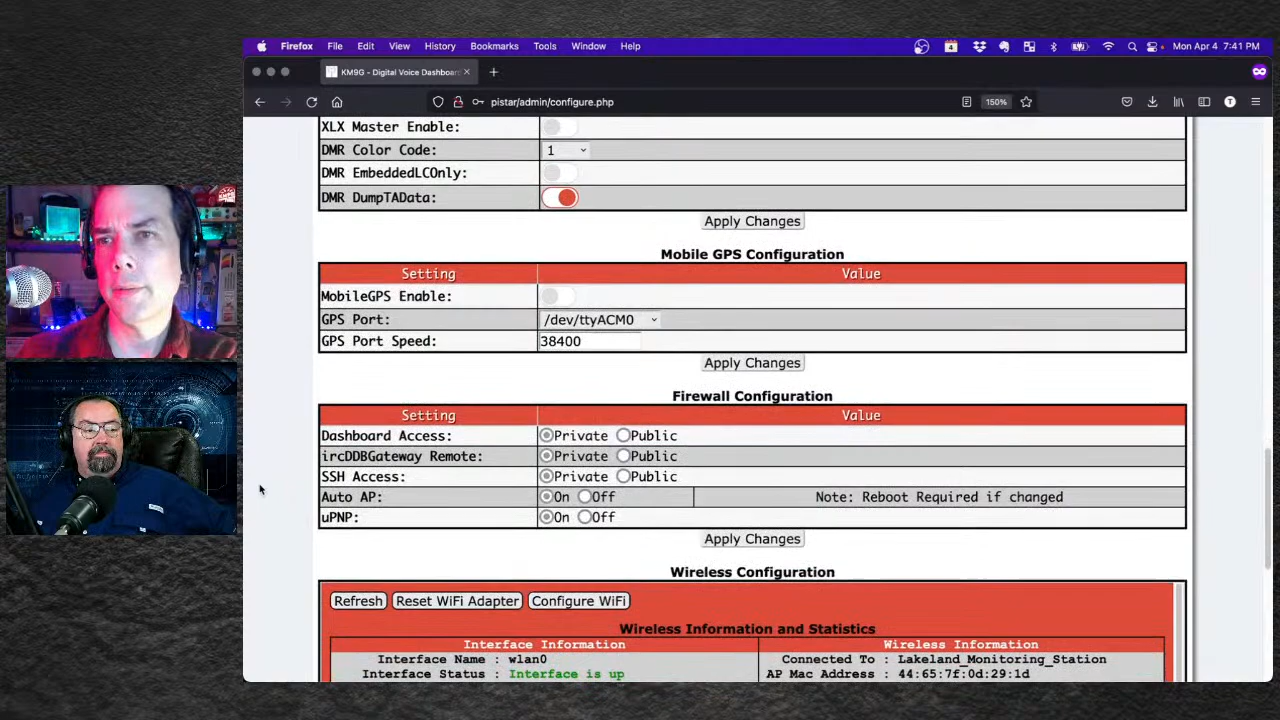 Firefox File Edit View History Bookmarks Tools Window Help
4
Mon Apr 4 7:41 PM
KM9G - Digital Voice Dashboar
pistar/admin/configure.php
150%
T
XLX Master Enable:
DMR Color Code: 1
DMR EmbeddedLCOnly:
DMR DumpTAData:
Apply Changes
Mobile GPS Configuration
Setting Value
MobileGPS Enable:
GPS Port: /dev/ttyACM0
GPS Port Speed: 38400
Apply Changes
Firewall Configuration
Setting Value
Dashboard Access: Private Public
ircDDBGateway Remote: Private Public
SSH Access: Private Public
Auto AP: On Off Note: Reboot Required if changed
uPNP: On Off
Apply Changes
Wireless Configuration
Refresh Reset WiFi Adapter Configure WiFi
Wireless Information and Statistics
Interface Information Wireless Information
Interface Name : wlan0 Connected To : Lakeland_Monitoring_Station
Interface Status : Interface is up AP Mac Address : 44:65:7f:0d:29:1d